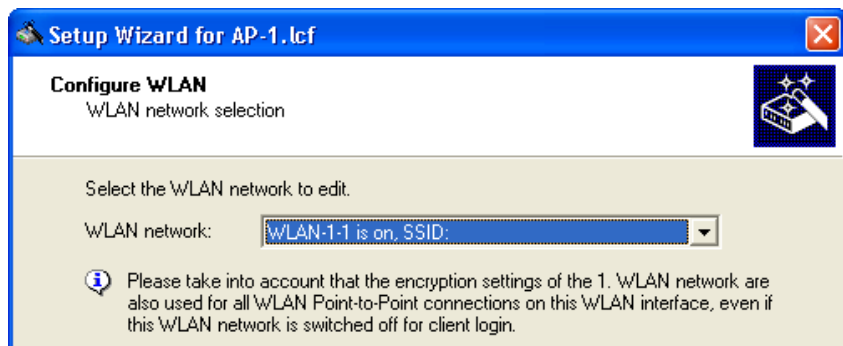 Setup Wizard for AP-1.lcf
Configure WLAN
WLAN network selection
Select the WLAN network to edit.
WLAN network: WLAN-1-1 is on, SSID:
Please take into account that the encryption settings of the 1. WLAN network are
also used for all WLAN Point-to-Point connections on this WLAN interface, even if
this WLAN network is switched off for client login.